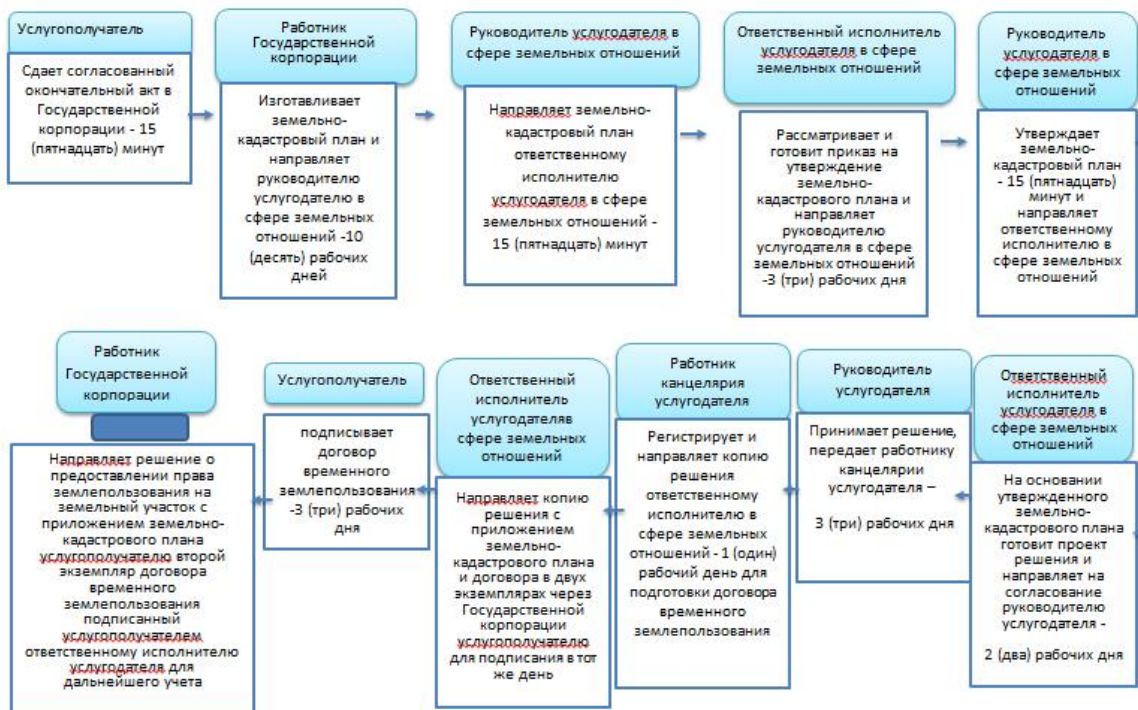 Услугополучатель
Сдает согласованный
окончательный акт в
Государственной
корпорации - 15
(пятнадцать) минут
Работник
Государственной
корпорации
Изготавливает
земельно-
кадастровый план и
направляет
руководителю
услугодателю в
сфере земельных
отношений -10
(десять) рабочих
дней
Руководитель услугодателя в
сфере земельных отношений
Направляет земельно-
кадастровый план
ответственному
исполнителю
услугодателя в сфере
земельных отношений -
15 (пятнадцать) минут
Ответственный исполнитель
услугодателя в сфере
земельных отношений
Рассматривает и
готовит приказ на
утверждение
земельно-
кадастрового плана и
направляет
руководителю
услугодателя в сфере
земельных отношений
-3 (три) рабочих дня
Руководитель
услугодателя в
сфере земельных
отношений
Утверждает
земельно-
кадастровый план
- 15 (пятнадцать)
минут и
направляет
ответственному
исполнителю в
сфере земельных
отношений
Ответственный
исполнитель
услугодателя в
сфере земельных
отношений
На основании
утвержденного
земельно-
кадастрового плана
готовит проект
решения и
направляет на
согласование
руководителю
услугодателя -
2 (два) рабочих дня
Руководитель
услугодателя
Принимает решение,
передает работнику
канцелярии
услугодателя –
3 (три) рабочих дня
Работник
канцелярия
услугодателя
Регистрирует и
направляет копию
решения
ответственному
исполнителю в
сфере земельных
отношений - 1 (один)
рабочий день для
подготовки договора
временного
землепользования
Ответственный
исполнитель
услугодателяв
сфере земельных
отношений
Направляет копию
решения с
приложением
земельно-
кадастрового плана
и договора в двух
экземплярах через
Государственной
корпорации
услугополучателю
для подписания в тот
же день
Услугополучатель
подписывает
договор
временного
землепользования
-3 (три) рабочих
дня
Работник
Государственной
корпорации
Направляет решение о
предоставлении права
землепользования на
земельный участок с
приложением земельно-
кадастрового плана
услугополучателю второй
экземпляр договора
временного
землепользования
подписанный
услугополучателем
ответственному исполнителю
услугодателя для
дальнейшего учета